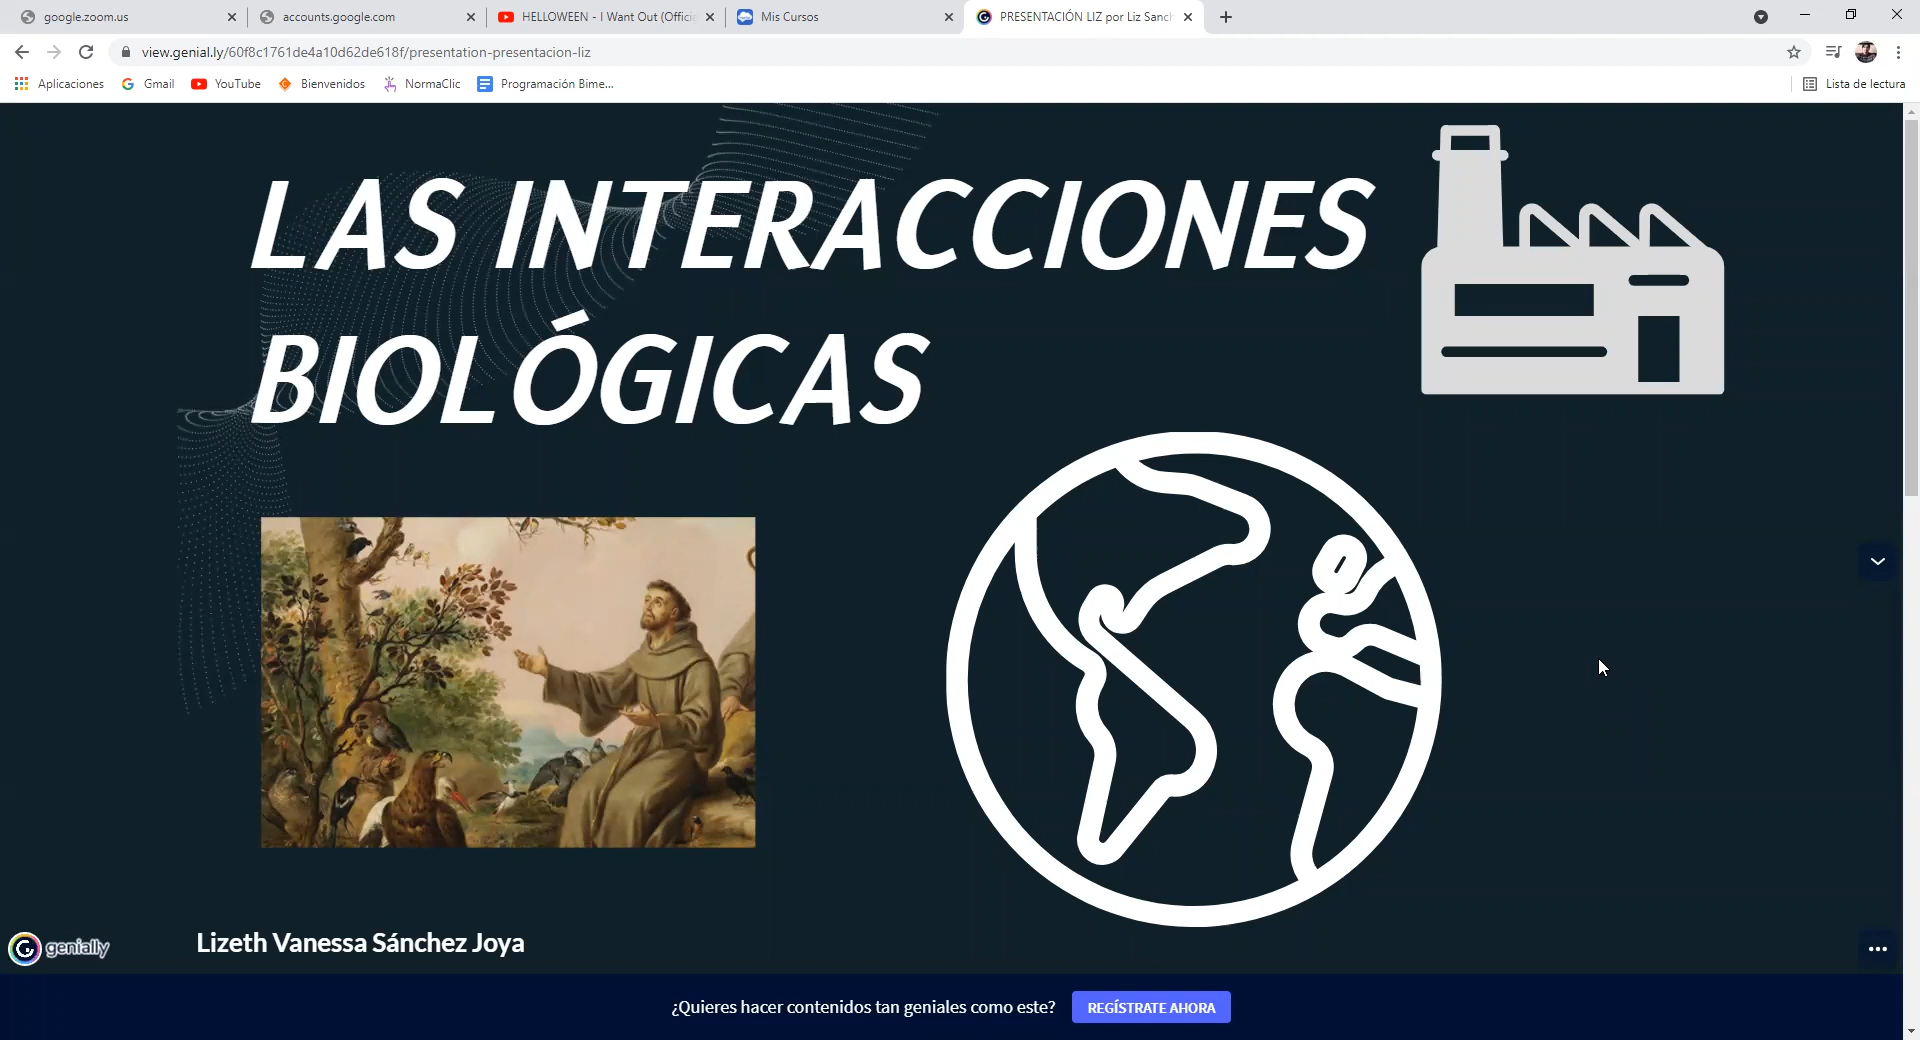 google.zoom.us
accounts.google.com
HELLOWEEN - I Want Out (Offici
Mis Cursos
PRESENTACIÓN LIZ por Liz Sanch
view.genial.ly/60f8c1761de4a10d62de618f/presentation-presentacion-liz
Aplicaciones
Gmail
YouTube
Bienvenidos
NormaClic
Programación Bime...
Lista de lectura
LAS INTERACCIONES
BIOLÓGICAS
genially
Lizeth Vanessa Sánchez Joya
¿Quieres hacer contenidos tan geniales como este?
REGÍSTRATE AHORA